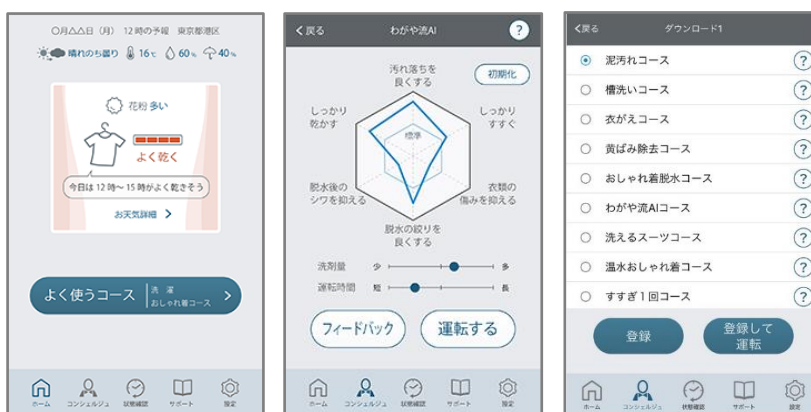 ○月△△日（月） 12時の予報 東京都港区
晴れのち曇り 16℃ 60% 40%
花粉 多い
よく乾く
今日は12時～15時がよく乾きそう
お天気詳細 >
よく使うコース
洗 濯
おしゃれ着コース
>
ホーム コンシェルジュ 状態確認 サポート 設定
<戻る わがや流AI ?
初期化
汚れ落ちを
良くする
しっかり
乾かす
しっかり
すすぐ
標準
脱水後の
シワを抑える
衣類の
傷みを抑える
脱水の絞りを
良くする
洗剤量 少 多
運転時間 短 長
フィードバック 運転する
ホーム コンシェルジュ 状態確認 サポート 設定
<戻る ダウンロード1
泥汚れコース ?
槽洗いコース ?
衣がえコース ?
黄ばみ除去コース ?
おしゃれ着脱水コース ?
わがや流AIコース ?
洗えるスーツコース ?
温水おしゃれ着コース ?
すすぎ1回コース ?
登録
登録して
運転
ホーム コンシェルジュ 状態確認 サポート 設定